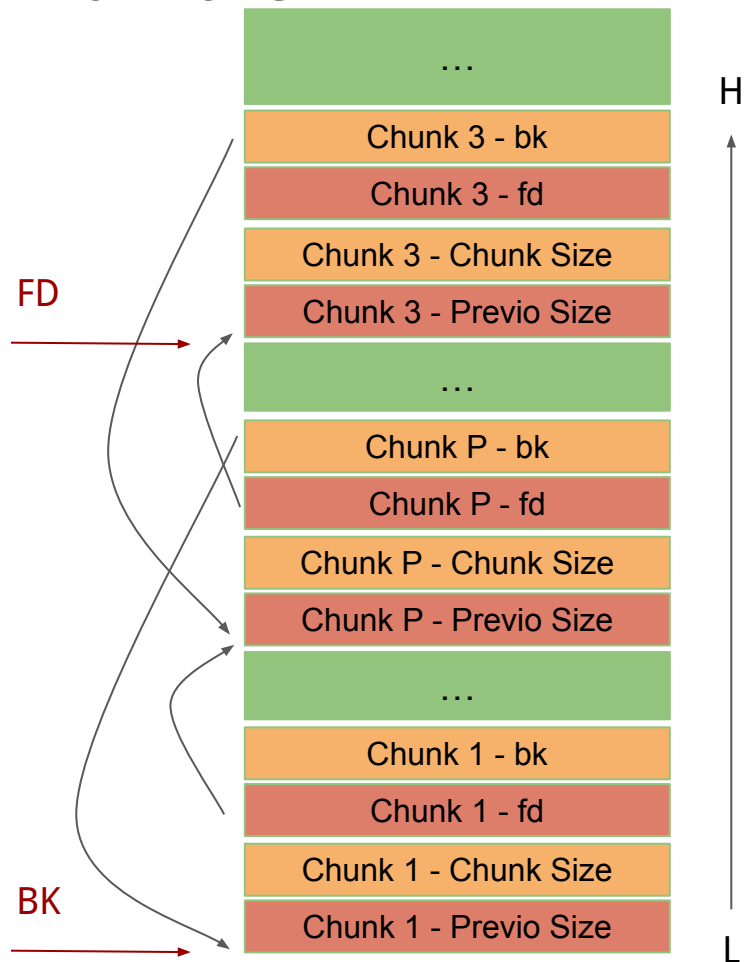 …
H
Chunk 3 - bk
Chunk 3 - fd
Chunk 3 - Chunk Size
FD
Chunk 3 - Previo Size
…
Chunk P - bk
Chunk P - fd
Chunk P - Chunk Size
Chunk P - Previo Size
…
Chunk 1 - bk
Chunk 1 - fd
Chunk 1 - Chunk Size
BK
Chunk 1 - Previo Size
L